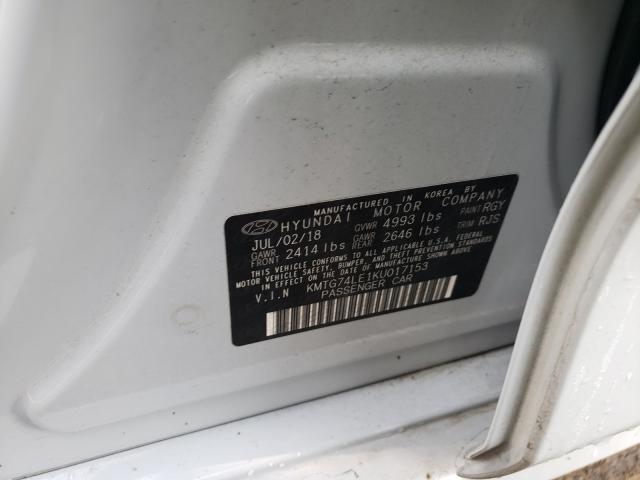 MANUFACTURED IN KOREA BY
HYUNDAI MOTOR COMPANY
JUL/02/18 GVWR 4993 lbs PAINT RGY
GAWR FRONT 2414 lbs GAWR REAR 2646 lbs TRIM RJS
THIS VEHICLE CONFORMS TO ALL APPLICABLE U.S.A. FEDERAL
MOTOR VEHICLE SAFETY, BUMPER, AND THEFT PREVENTION
STANDARDS IN EFFECT ON THE DATE OF MANUFACTURE SHOWN ABOVE.
V.I.N KMTG74LE1KU017153
PASSENGER CAR